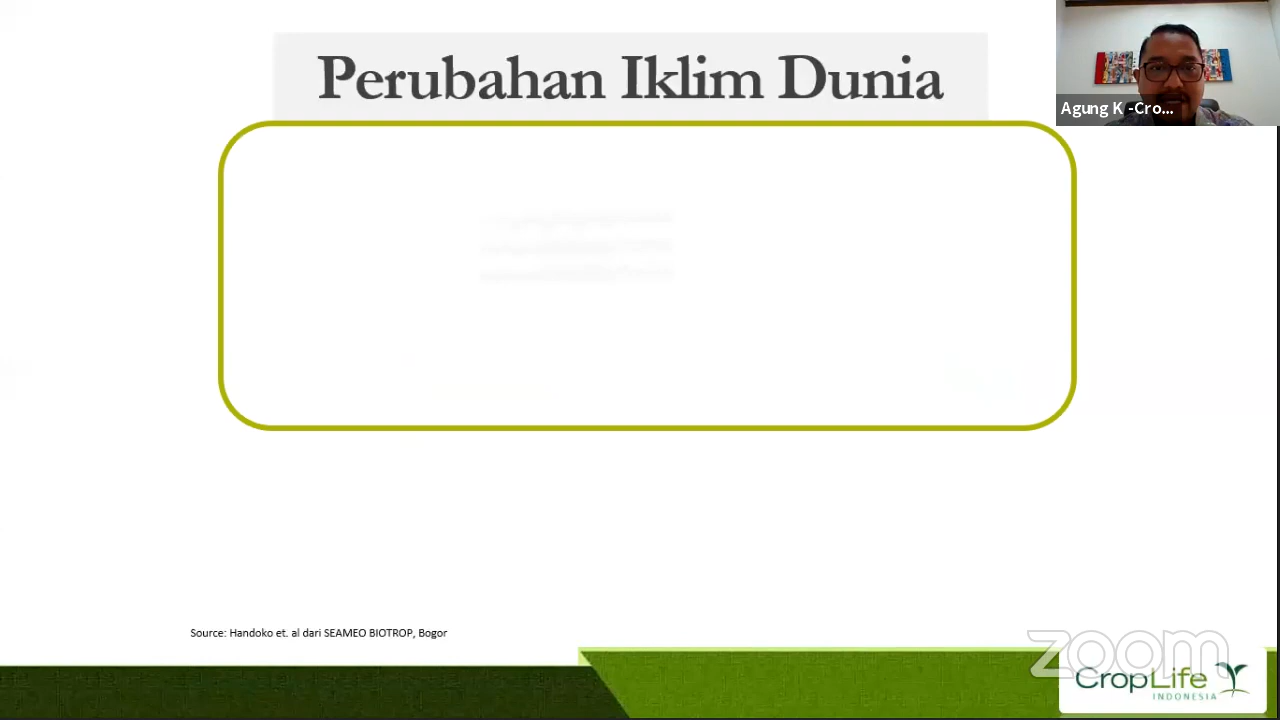 Perubahan Iklim Dunia
Agung K -Cro...
Source: Handoko et. al dari SEAMEO BIOTROP, Bogor
zoom
CropLife
INDONESIA